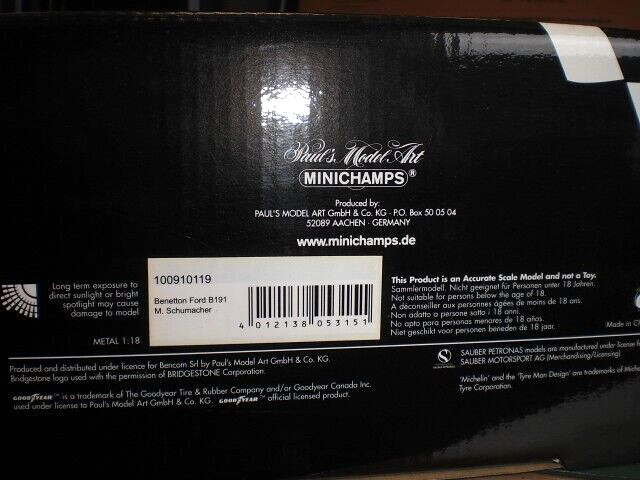 Paul's Model Art
MINICHAMPS®
Produced by:
PAUL'S MODEL ART GmbH & Co. KG · P.O. Box 50 05 04
52089 AACHEN · GERMANY
www.minichamps.de
Long term exposure to
direct sunlight or bright
spotlight may cause
damage to model
METAL 1:18
100910119
Benetton Ford B191
M. Schumacher
4 012138 053151
This Product is an Accurate Scale Model and not a Toy.
Sammlermodell. Nicht geeignet für Personen unter 18 Jahren.
Not suitable for persons below the age of 18.
A déconseiller aux personnes âgées de moins de 18 ans.
Non adatto a persone sotto i 18 anni.
No apto para personas menores de 18 años.
Niet geschikt voor personen beneden de 18 jaar.
Made in C
Produced and distributed under licence for Bencom Srl by Paul's Model Art GmbH & Co. KG.
Bridgestone logo used with the permission of BRIDGESTONE Corporation.
GOODYEAR ™ is a trademark of The Goodyear Tire & Rubber Company and/or Goodyear Canada Inc.
used under license to Paul's Model Art GmbH & Co. KG. GOODYEAR ™ official licensed product.
SAUBER PETRONAS models are manufactured under license from
SAUBER MOTORSPORT AG (Merchandising/Licensing)
'Michelin' and the 'Tyre Man Design' are trademarks of Miche
Tyre Corporation.